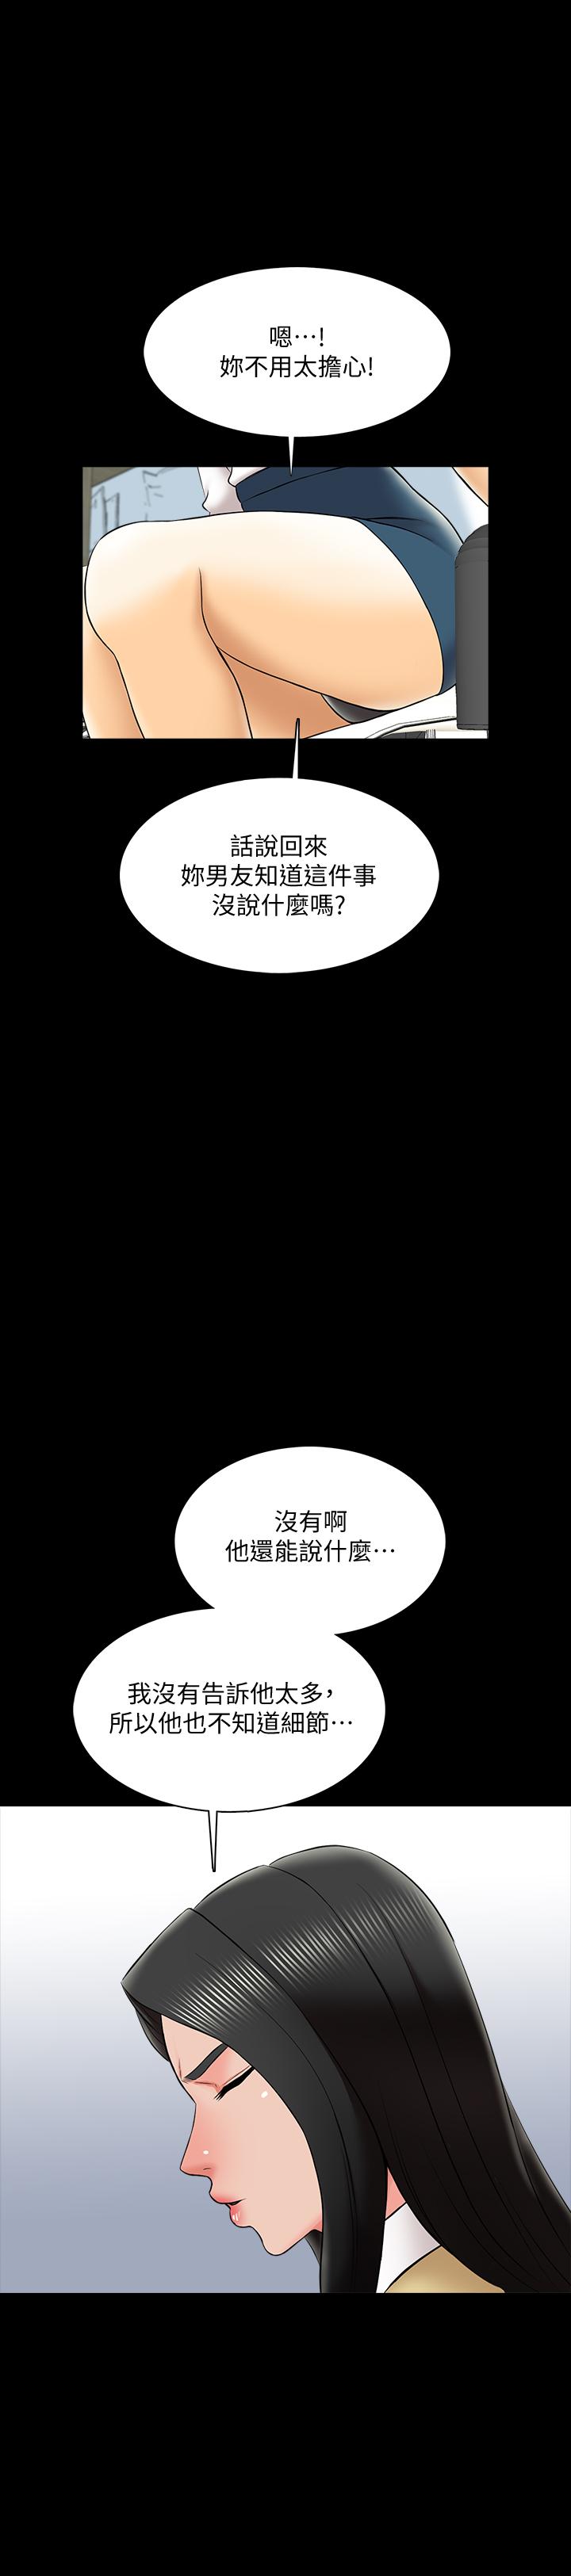 嗯…!
妳不用太擔心!
話說回來
妳男友知道這件事
沒說什麼嗎?
沒有啊
他還能說什麼…
我沒有告訴他太多,
所以他也不知道細節…